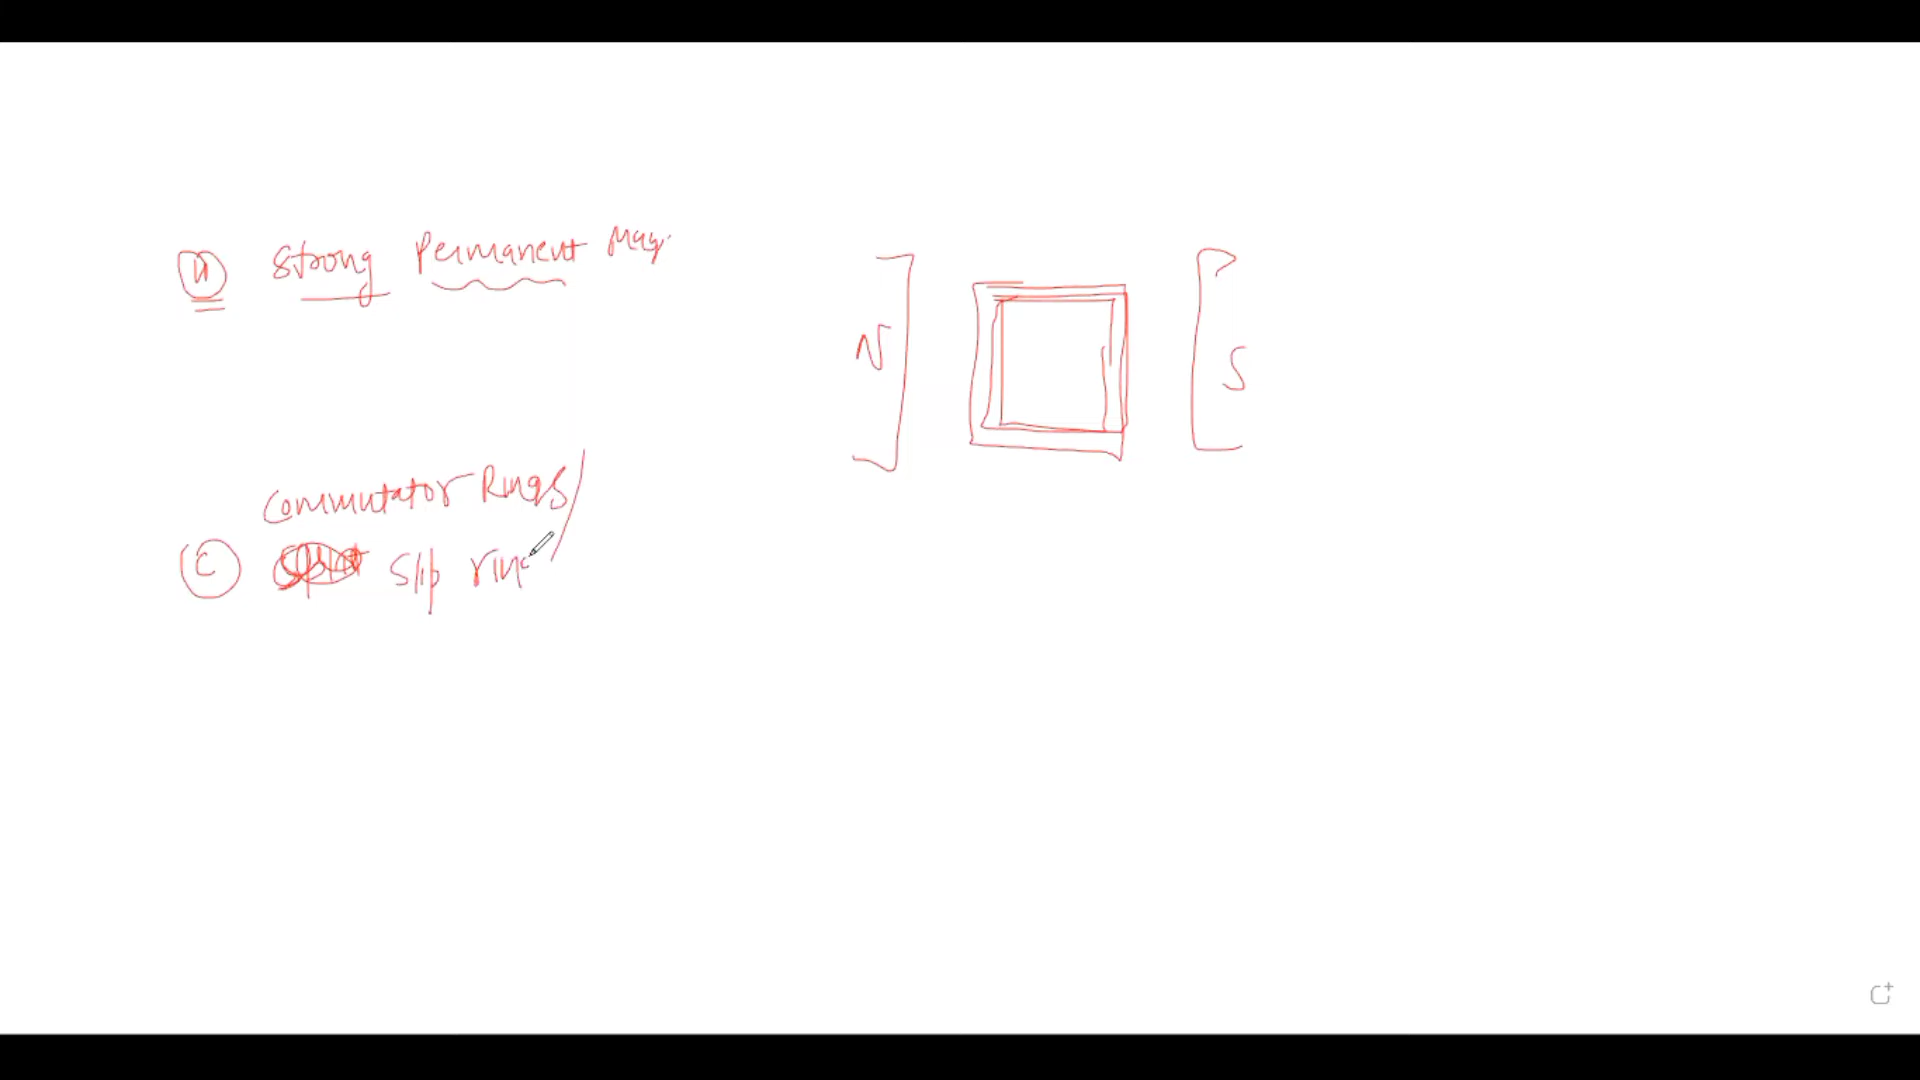 Strong Permanent Mag
N
S
Commutator Rings
C Slip ring